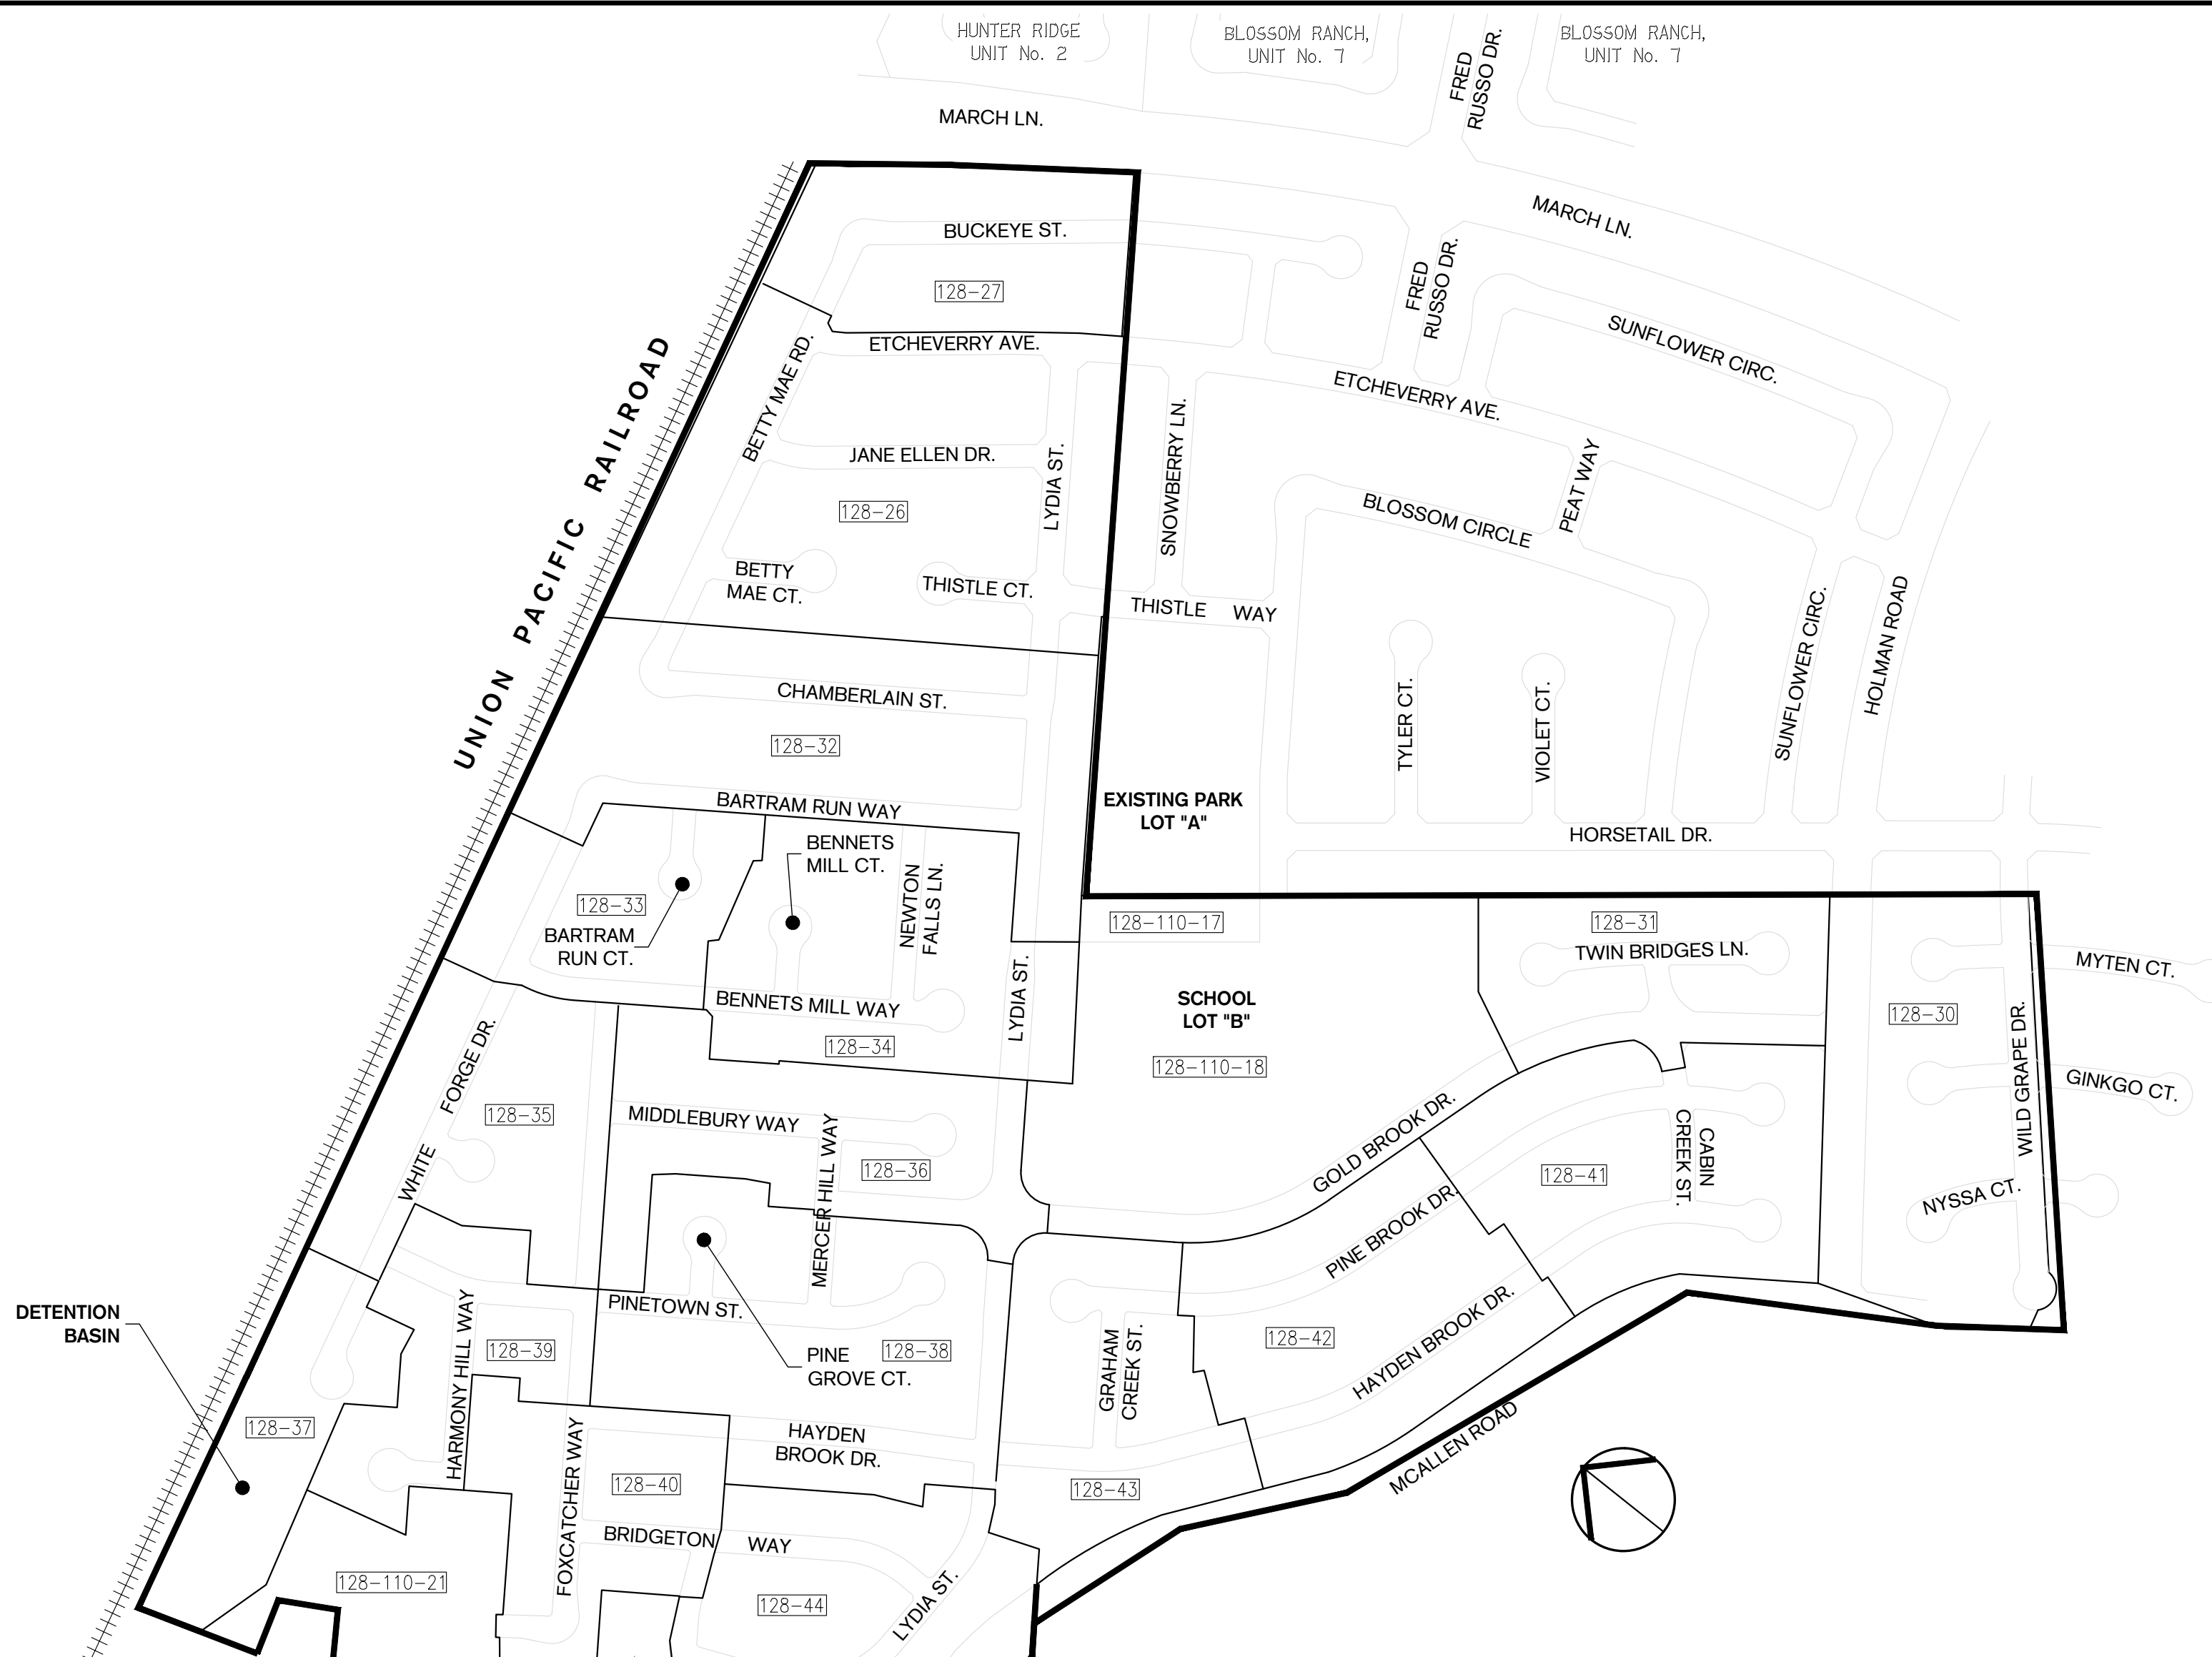 HUNTER RIDGE
UNIT No. 2
BLOSSOM RANCH,
UNIT No. 7
FRED
RUSSO DR.
BLOSSOM RANCH,
UNIT No. 7
MARCH LN.
MARCH LN.
BUCKEYE ST.
128-27
FRED
RUSSO DR.
SUNFLOWER CIRC.
ETCHEVERRY AVE.
BETTY MAE RD.
ETCHEVERRY AVE.
UNION PACIFIC RAILROAD
JANE ELLEN DR.
LYDIA ST.
SNOWBERRY LN.
PEAT WAY
128-26
BLOSSOM CIRCLE
BETTY
MAE CT.
THISTLE CT.
THISTLE WAY
SUNFLOWER CIRC.
HOLMAN ROAD
CHAMBERLAIN ST.
TYLER CT.
VIOLET CT.
128-32
BARTRAM RUN WAY
EXISTING PARK
LOT "A"
HORSETAIL DR.
BENNETS
MILL CT.
NEWTON
FALLS LN.
128-33
BARTRAM
RUN CT.
128-110-17
128-31
TWIN BRIDGES LN.
MYTEN CT.
BENNETS MILL WAY
LYDIA ST.
SCHOOL
LOT "B"
128-30
WILD GRAPE DR.
128-34
128-110-18
GINKGO CT.
WHITE FORGE DR.
128-35
MIDDLEBURY WAY
MERCER HILL WAY
128-36
GOLD BROOK DR.
128-41
CABIN
CREEK ST.
NYSSA CT.
PINE BROOK DR.
DETENTION
BASIN
PINETOWN ST.
HARMONY HILL WAY
128-39
PINE
GROVE CT.
128-38
GRAHAM
CREEK ST.
128-42
HAYDEN BROOK DR.
128-37
HAYDEN
BROOK DR.
MCALLEN ROAD
FOXCATCHER WAY
128-40
128-43
BRIDGETON WAY
128-110-21
128-44
LYDIA ST.